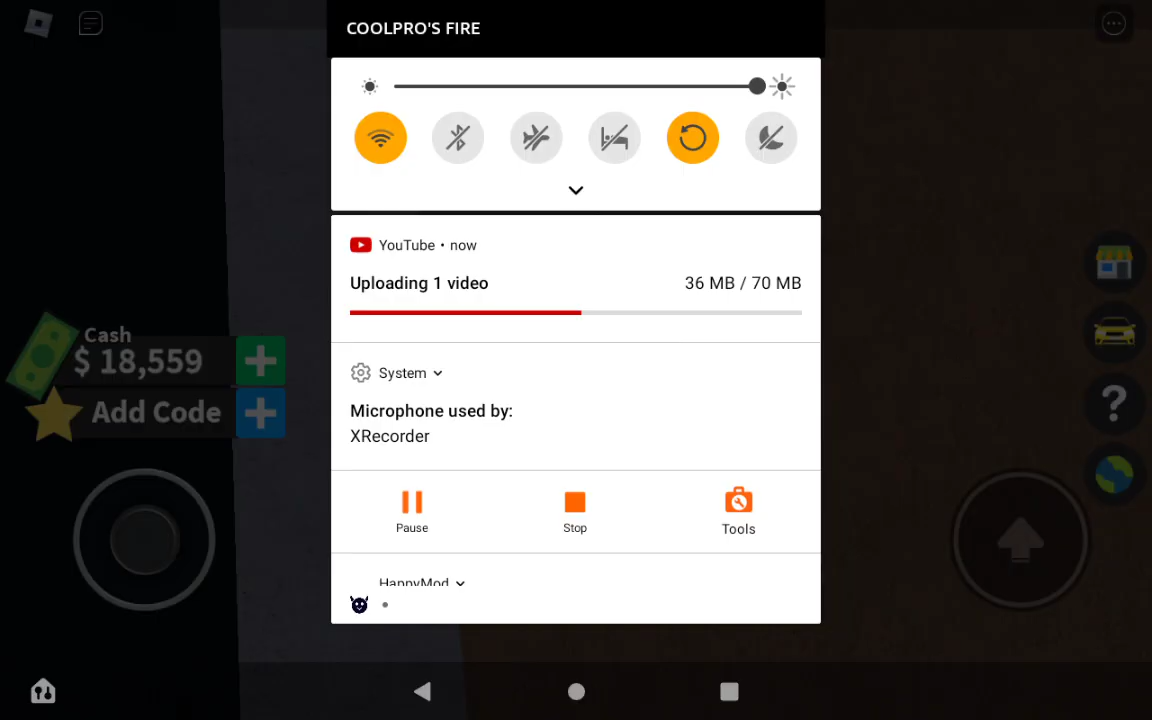 COOLPRO'S FIRE
YouTube • now
Uploading 1 video 36 MB / 70 MB
Cash
$ 18,559
Add Code
System
Microphone used by:
XRecorder
Pause Stop Tools
HappyMod
?